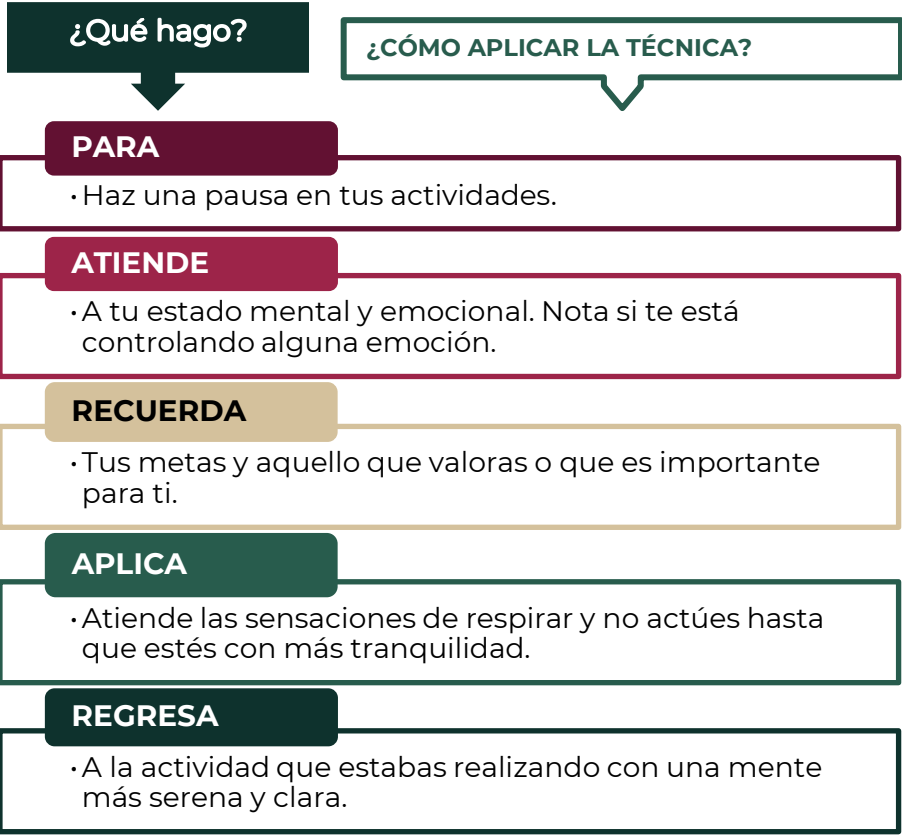 ¿Qué hago?
¿CÓMO APLICAR LA TÉCNICA?
PARA
·Haz una pausa en tus actividades.
ATIENDE
·A tu estado mental y emocional. Nota si te está
controlando alguna emoción.
RECUERDA
·Tus metas y aquello que valoras o que es importante
para ti.
APLICA
·Atiende las sensaciones de respirar y no actúes hasta
que estés con más tranquilidad.
REGRESA
·A la actividad que estabas realizando con una mente
más serena y clara.